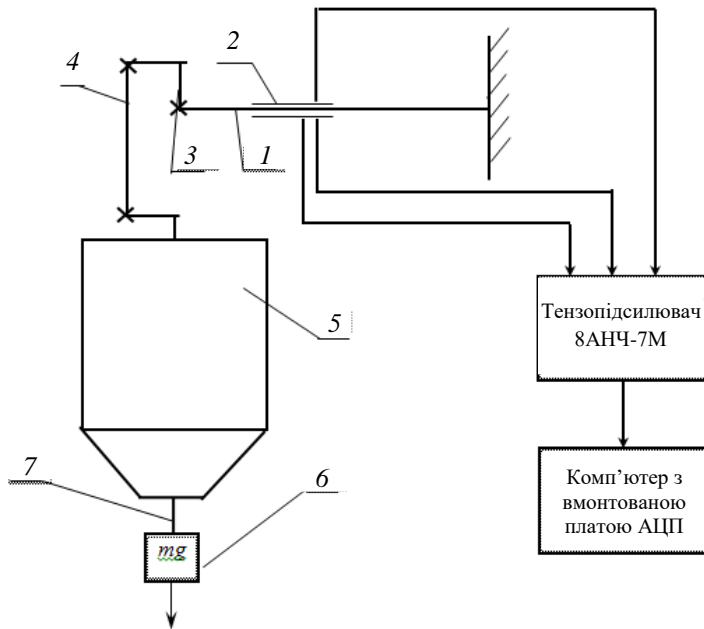 2
4
3
1
Тензопідсилювач
8АНЧ-7М
5
7
6
Комп’ютер з
вмонтованою
платою АЦП
mg